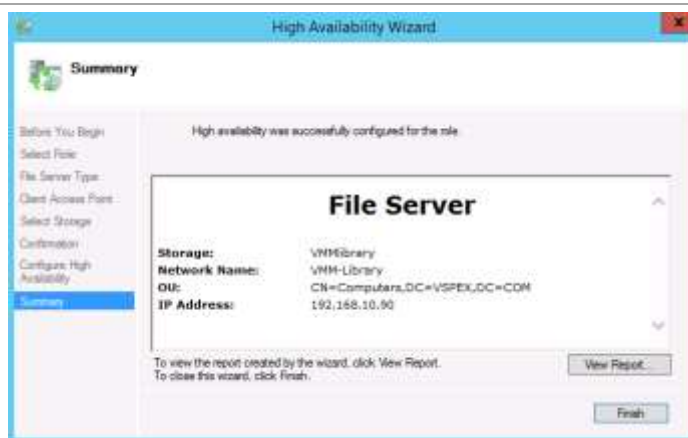 High Availability Wizard
Summary
Before You Begin
Select Role
File Server Type
Client Access Point
Select Storage
Confirmation
Configure High
Availability
Summary
High availability was successfully configured for the role.
File Server
Storage: VMMlibrary
Network Name: VMM-Library
OU: CN=Computers,DC=VSPEX,DC=COM
IP Address: 192.168.10.90
To view the report created by the wizard, click View Report.
To close this wizard, click Finish.
View Report...
Finish